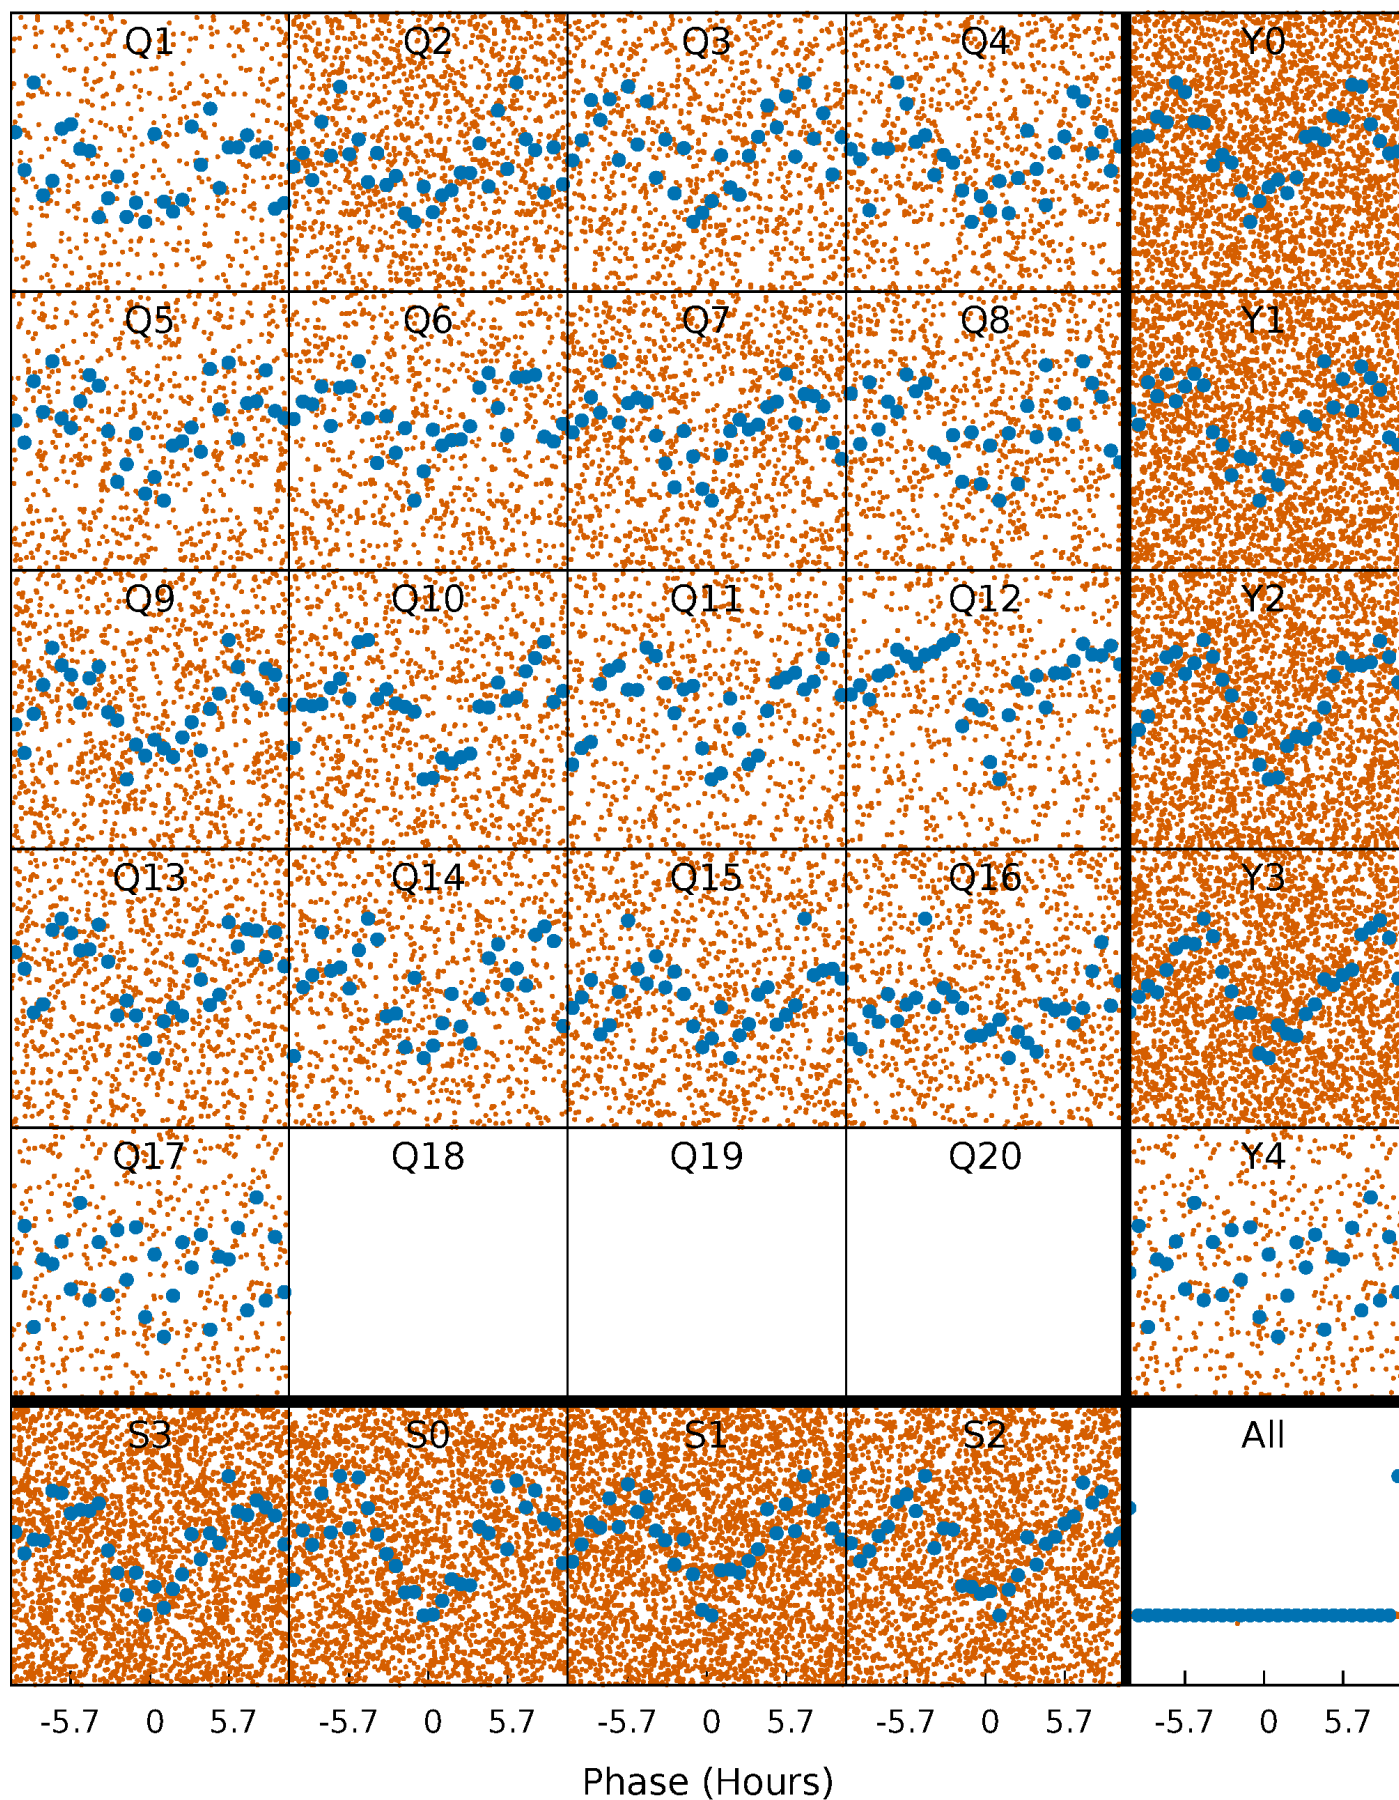 Q1 Q2 Q3 Q4 Y0
Q5 Q6 Q7 Q8 Y1
Q9 Q10 Q11 Q12 Y2
Q13 Q14 Q15 Q16 Y3
Q17 Q18 Q19 Q20 Y4
S3 S0 S1 S2 All
-5.7 0 5.7 -5.7 0 5.7 -5.7 0 5.7 -5.7 0 5.7 -5.7 0 5.7
Phase (Hours)